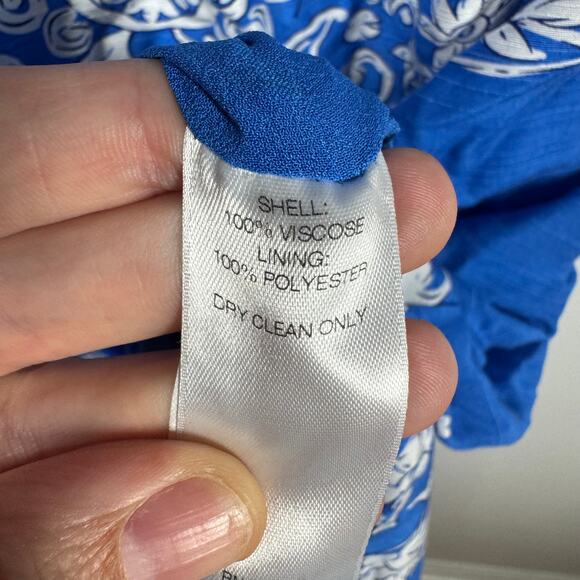 SHELL:
100% VISCOSE
LINING:
100% POLYESTER
DRY CLEAN ONLY